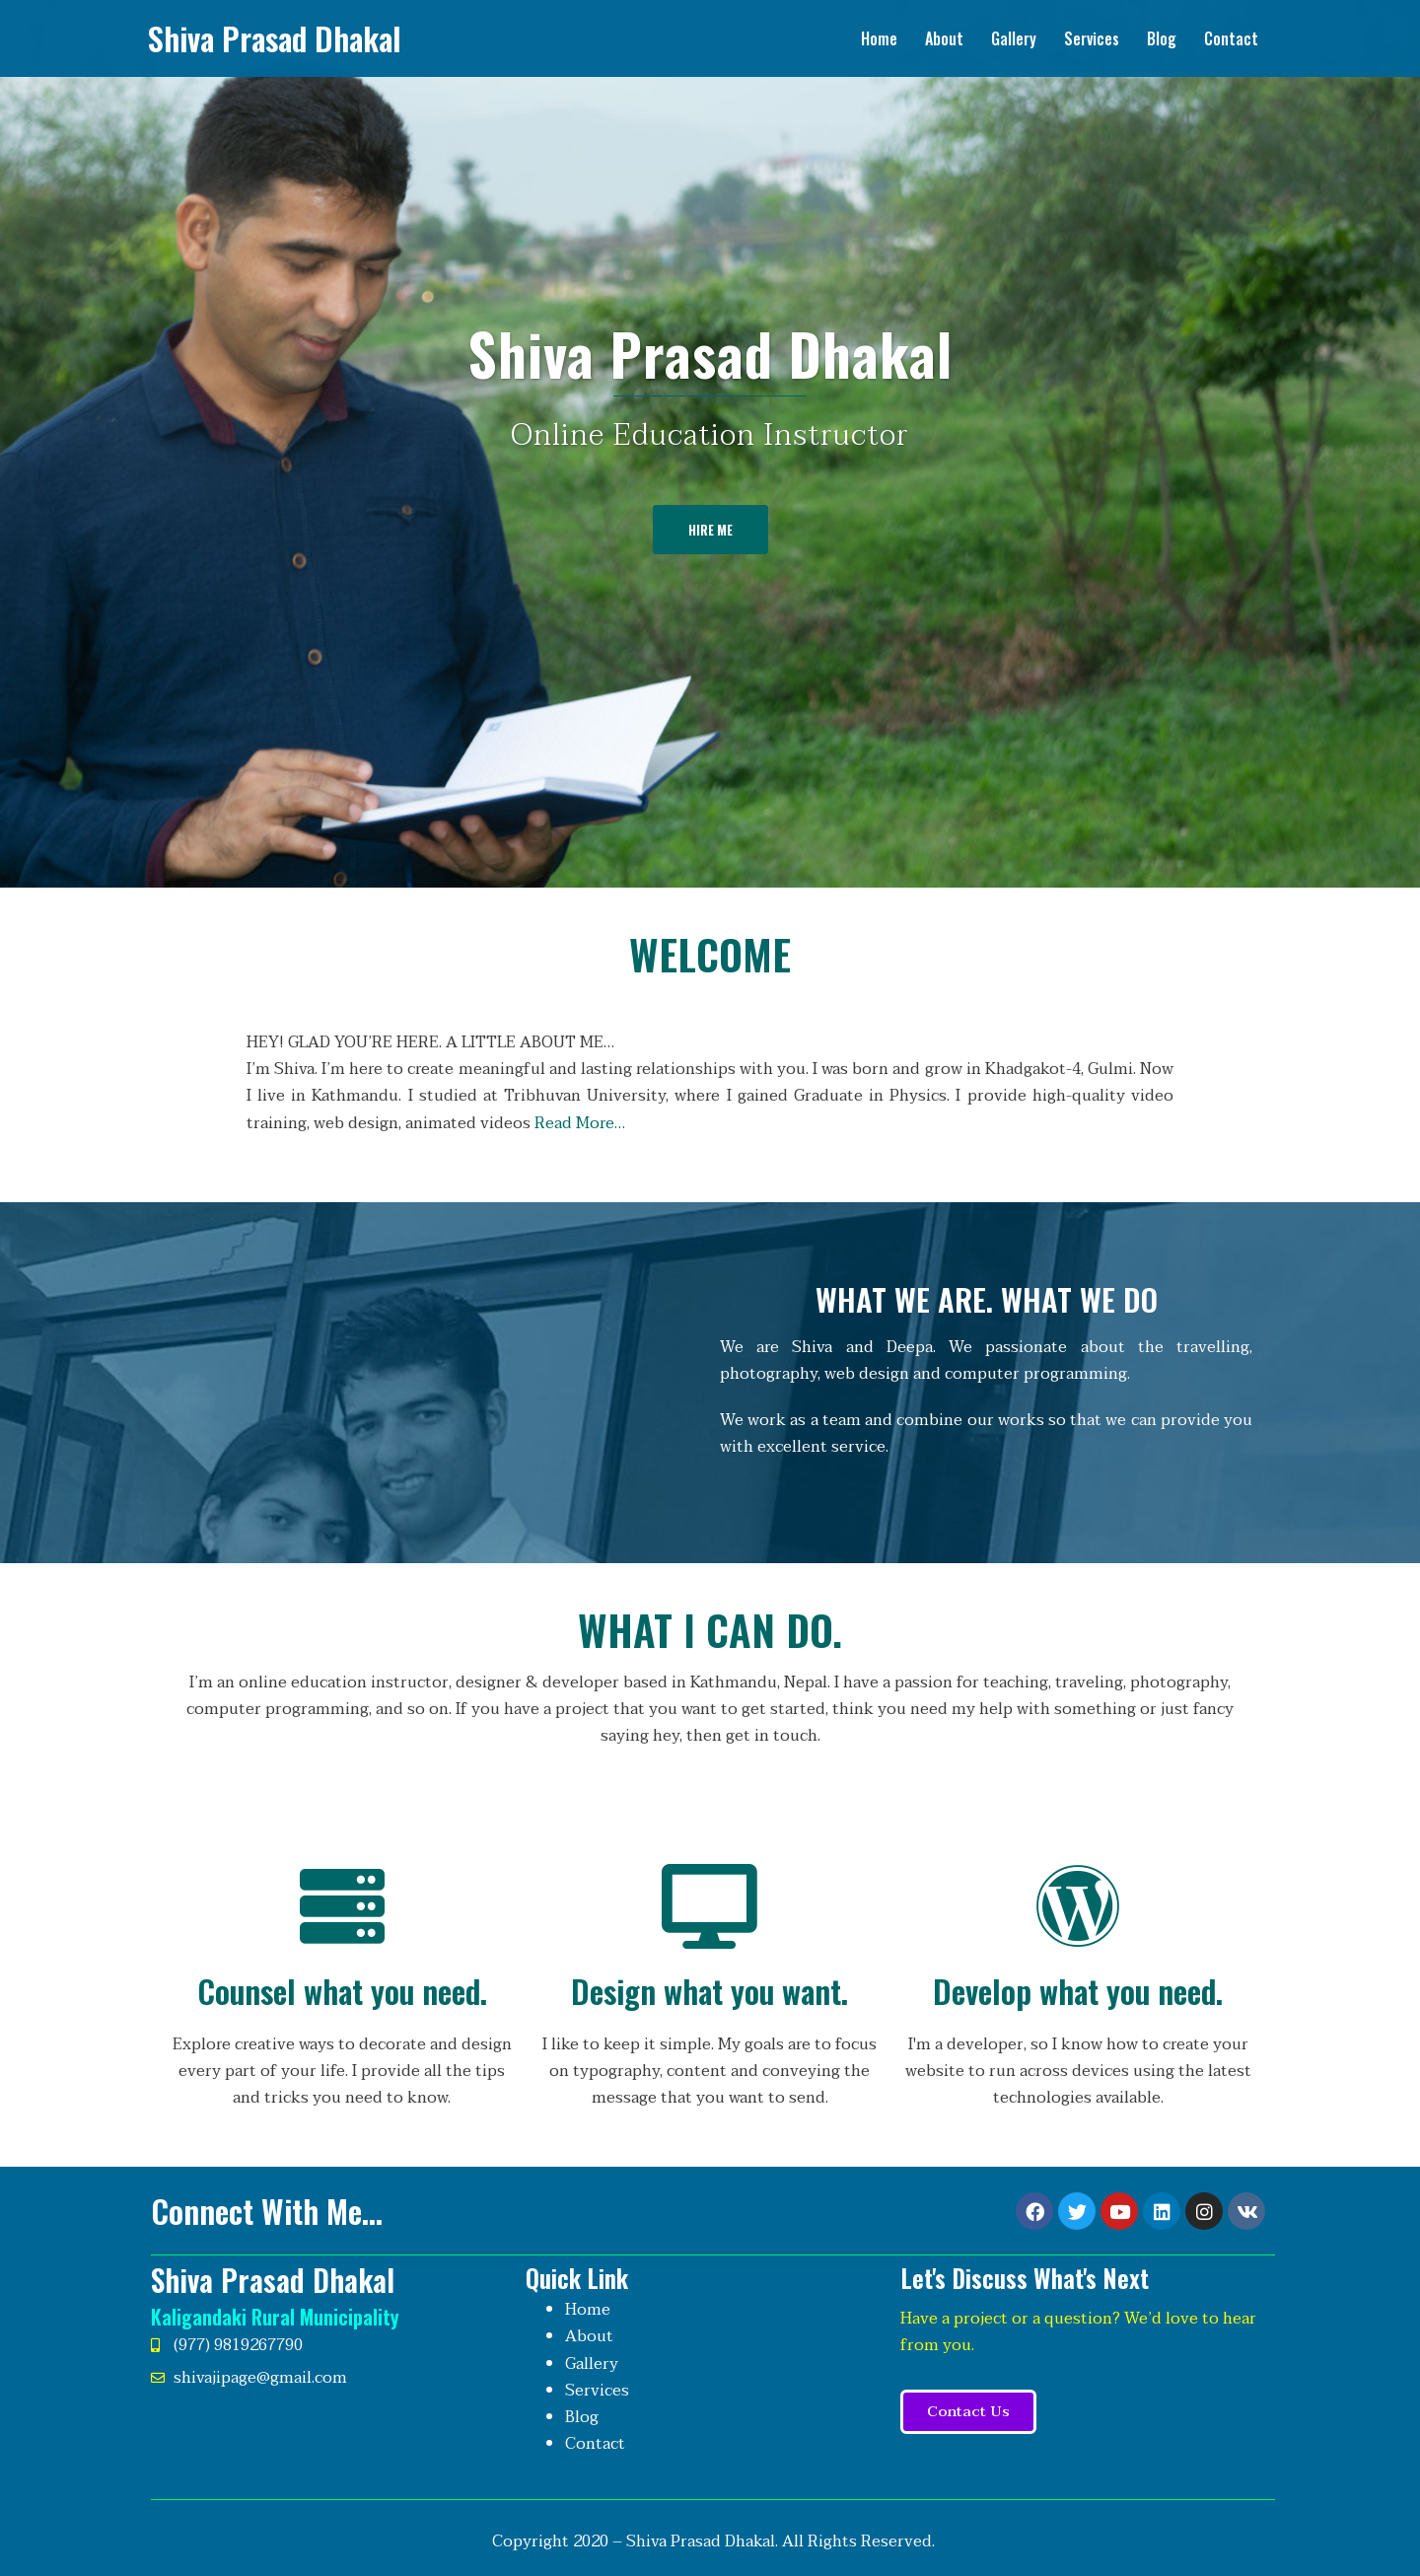 Shiva Prasad Dhakal
Home About Gallery Services Blog Contact
Shiva Prasad Dhakal
Online Education Instructor
HIRE ME
WELCOME
HEY! GLAD YOU'RE HERE. A LITTLE ABOUT ME…
I'm Shiva. I'm here to create meaningful and lasting relationships with you. I was born and grow in Khadgakot-4, Gulmi. Now
I live in Kathmandu. I studied at Tribhuvan University, where I gained Graduate in Physics. I provide high-quality video
training, web design, animated videos Read More…
WHAT WE ARE. WHAT WE DO
We are Shiva and Deepa. We passionate about the travelling,
photography, web design and computer programming.
We work as a team and combine our works so that we can provide you
with excellent service.
WHAT I CAN DO.
I'm an online education instructor, designer & developer based in Kathmandu, Nepal. I have a passion for teaching, traveling, photography,
computer programming, and so on. If you have a project that you want to get started, think you need my help with something or just fancy
saying hey, then get in touch.
Counsel what you need.
Explore creative ways to decorate and design
every part of your life. I provide all the tips
and tricks you need to know.
Design what you want.
I like to keep it simple. My goals are to focus
on typography, content and conveying the
message that you want to send.
Develop what you need.
I'm a developer, so I know how to create your
website to run across devices using the latest
technologies available.
Connect With Me...
Shiva Prasad Dhakal
Kaligandaki Rural Municipality
(977) 9819267790
shivajipage@gmail.com
Quick Link
Home
About
Gallery
Services
Blog
Contact
Let's Discuss What's Next
Have a project or a question? We'd love to hear
from you.
Contact Us
Copyright 2020 – Shiva Prasad Dhakal. All Rights Reserved.